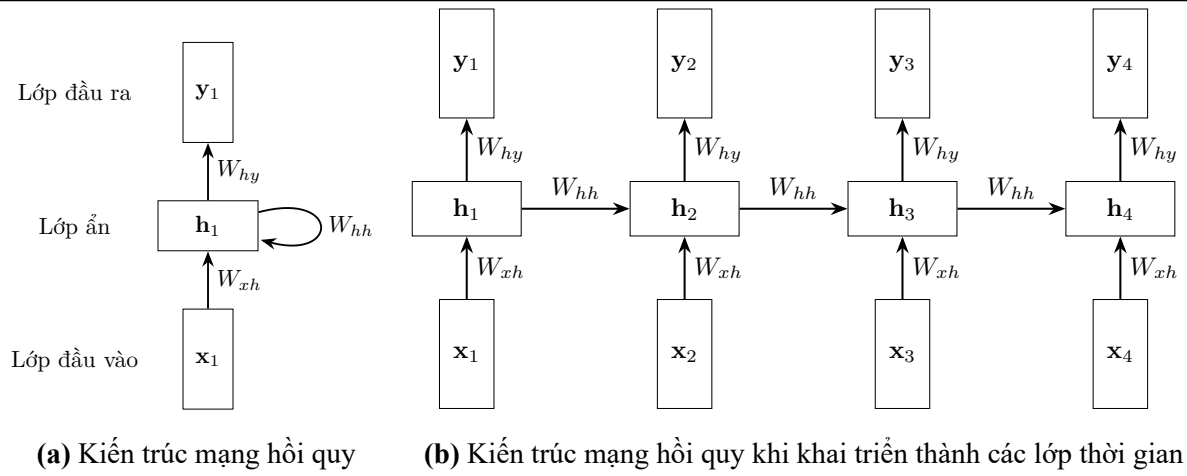 y₁ y₂ y₃ y₄
Lớp đầu ra y₁
W_hy W_hy W_hy W_hy
W_hy
W_hh W_hh W_hh
Lớp ẩn h₁ W_hh h₁ h₂ h₃ h₄
W_xh W_xh W_xh W_xh W_xh
Lớp đầu vào x₁ x₁ x₂ x₃ x₄
(a) Kiến trúc mạng hồi quy
(b) Kiến trúc mạng hồi quy khi khai triển thành các lớp thời gian